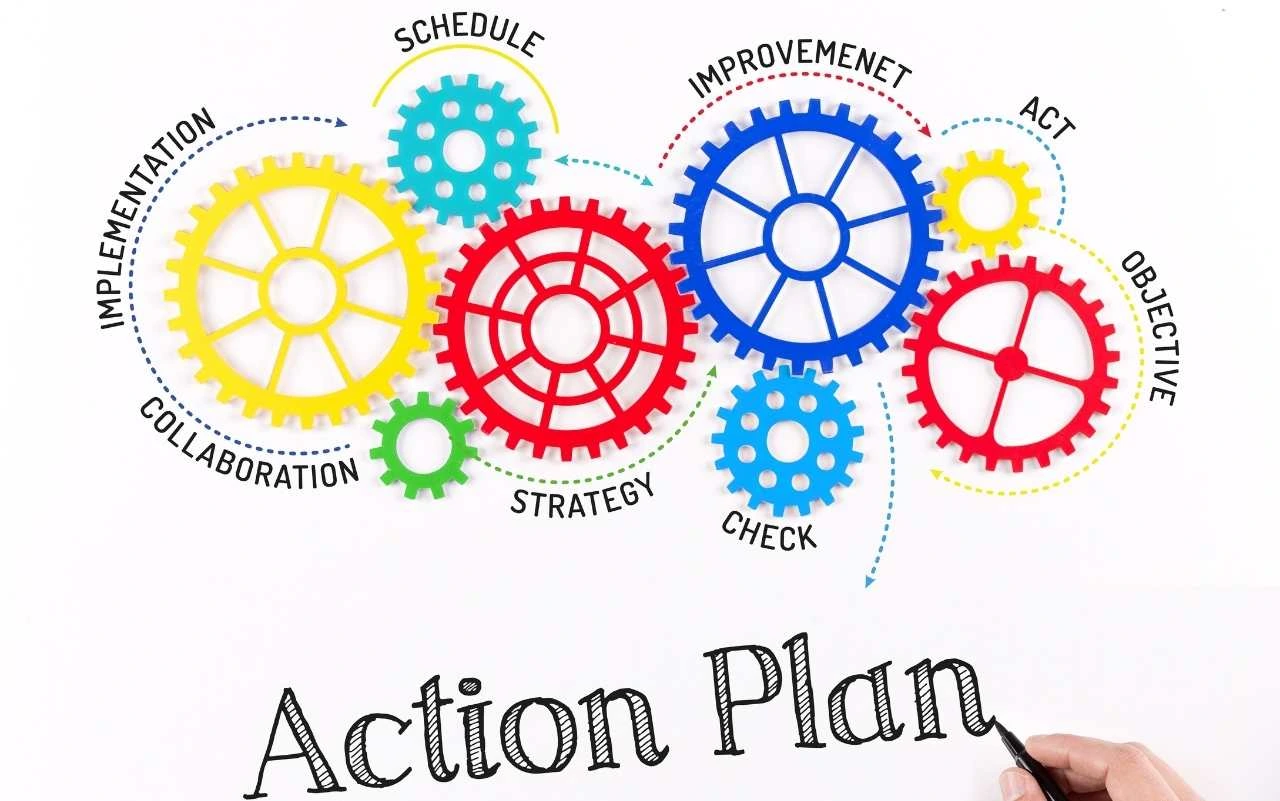 SCHEDULE
IMPROVEMENET
ACT
IMPLEMENTATION
OBJECTIVE
COLLABORATION
STRATEGY
CHECK
Action Plan